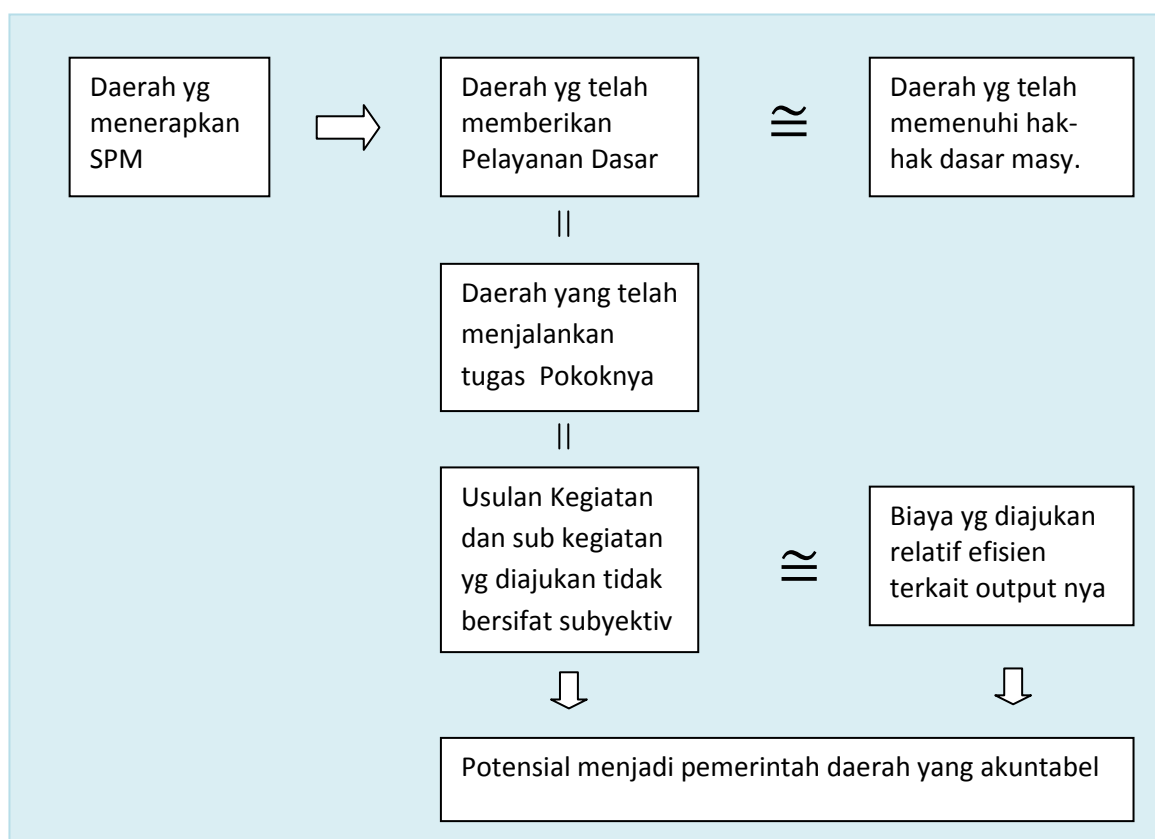 Daerah yg
menerapkan
SPM
Daerah yg telah
memberikan
Pelayanan Dasar
≅
Daerah yg telah
memenuhi hak-
hak dasar masy.
||
Daerah yang telah
menjalankan
tugas Pokoknya
||
Usulan Kegiatan
dan sub kegiatan
yg diajukan tidak
bersifat subyektiv
≅
Biaya yg diajukan
relatif efisien
terkait output nya
Potensial menjadi pemerintah daerah yang akuntabel